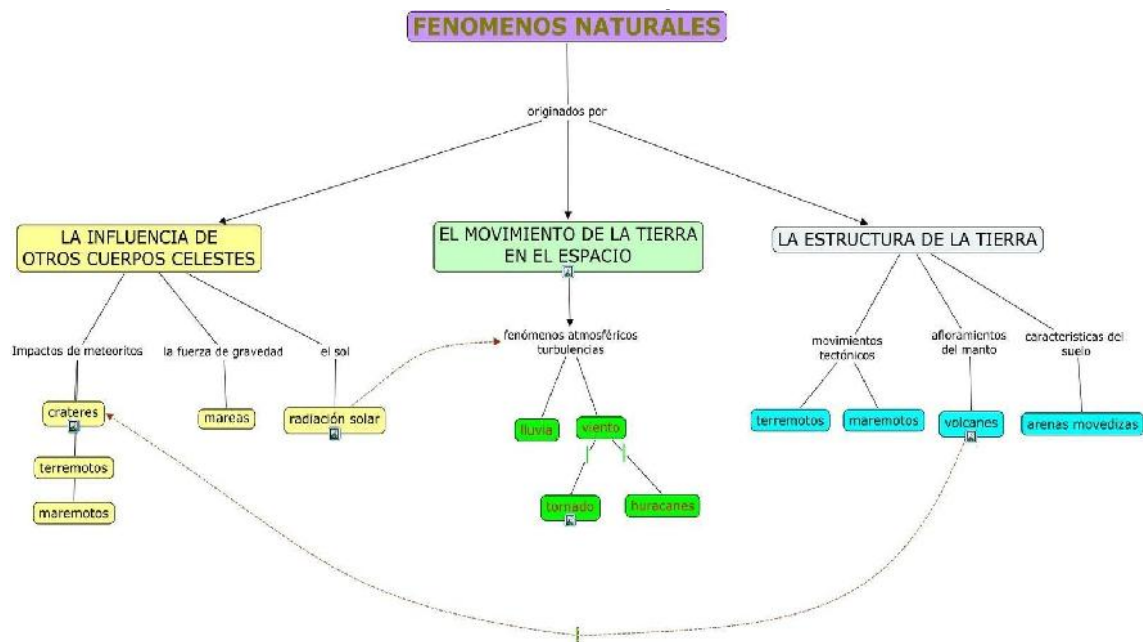 FENOMENOS NATURALES
originados por
LA INFLUENCIA DE
OTROS CUERPOS CELESTES
EL MOVIMIENTO DE LA TIERRA
EN EL ESPACIO
LA ESTRUCTURA DE LA TIERRA
Impactos de meteoritos
la fuerza de gravedad
el sol
fenómenos atmosféricos
turbulencias
movimientos
tectónicos
afloramientos
del manto
caracteristicas del
suelo
crateres
mareas
radiación solar
lluvia
viento
terremotos
maremotos
volcanes
arenas movedizas
terremotos
maremotos
tornado
huracanes